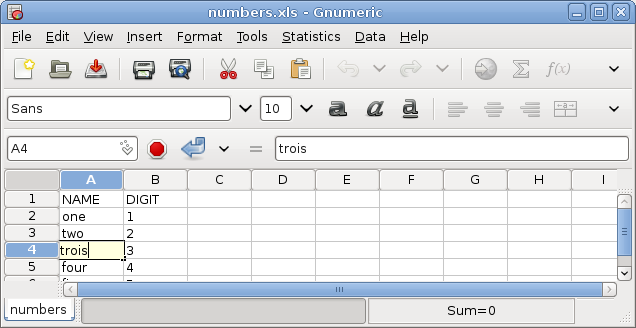 numbers.xls - Gnumeric
File Edit View Insert Format Tools Statistics Data Help
Σ f(x)
Sans 10 a a a
A4 = trois
A B C D E F G H I
1 NAME DIGIT
2 one 1
3 two 2
4 trois 3
5 four 4
numbers Sum=0